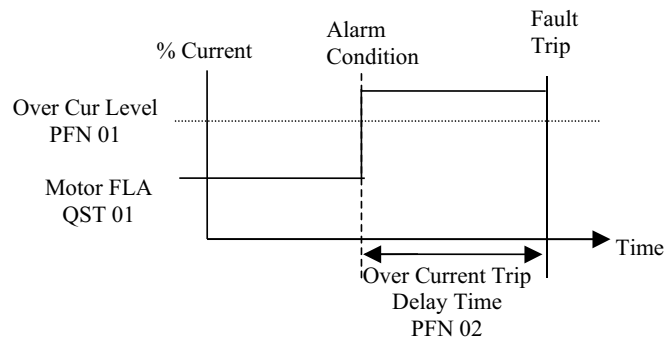 Fault
Trip
Alarm
Condition
% Current
Over Cur Level
PFN 01
Motor FLA
QST 01
Time
Over Current Trip
Delay Time
PFN 02